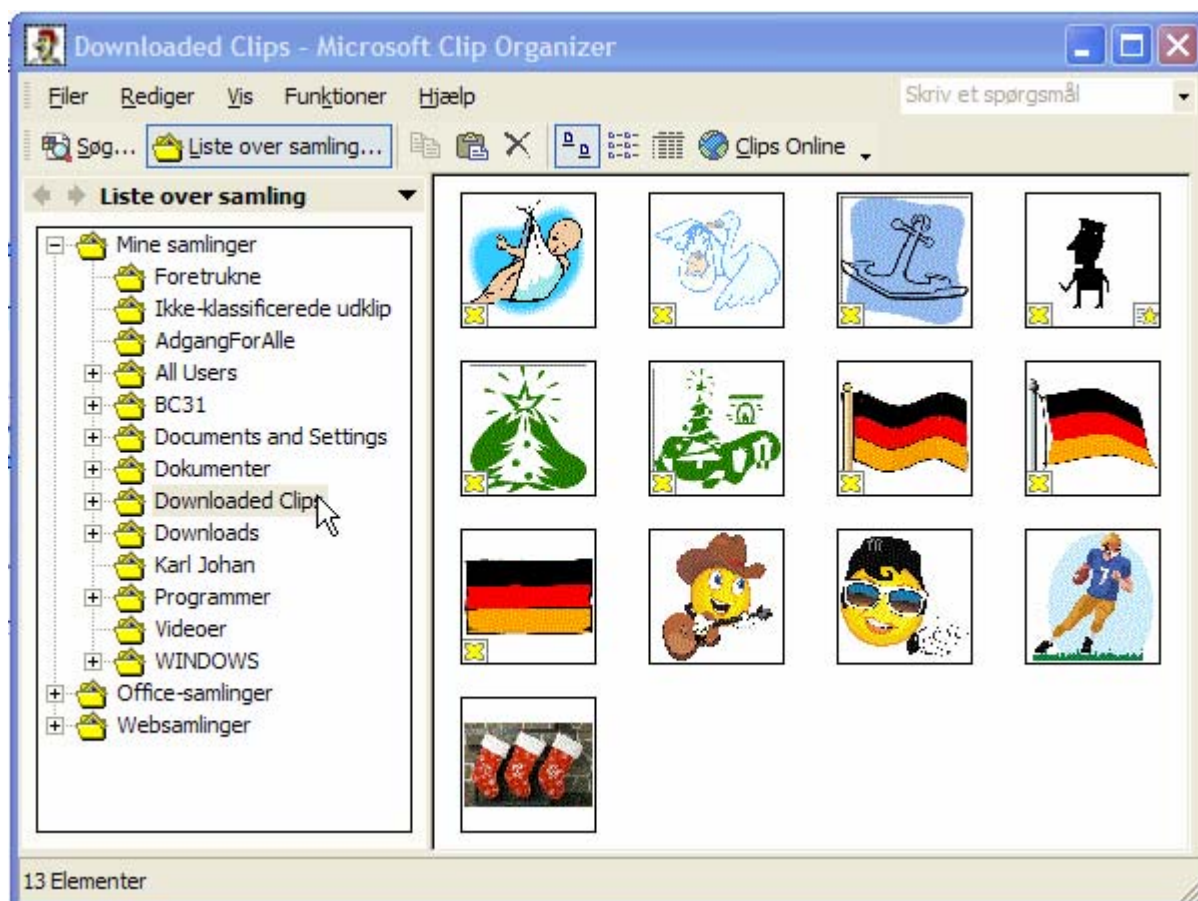 Downloaded Clips - Microsoft Clip Organizer
Filer Rediger Vis Funktioner Hjælp Skriv et spørgsmål
Søg... Liste over samling... Clips Online
Liste over samling
Mine samlinger
Foretrukne
Ikke-klassificerede udklip
AdgangForAlle
All Users
BC31
Documents and Settings
Dokumenter
Downloaded Clips
Downloads
Karl Johan
Programmer
Videoer
WINDOWS
Office-samlinger
Websamlinger
7
13 Elementer